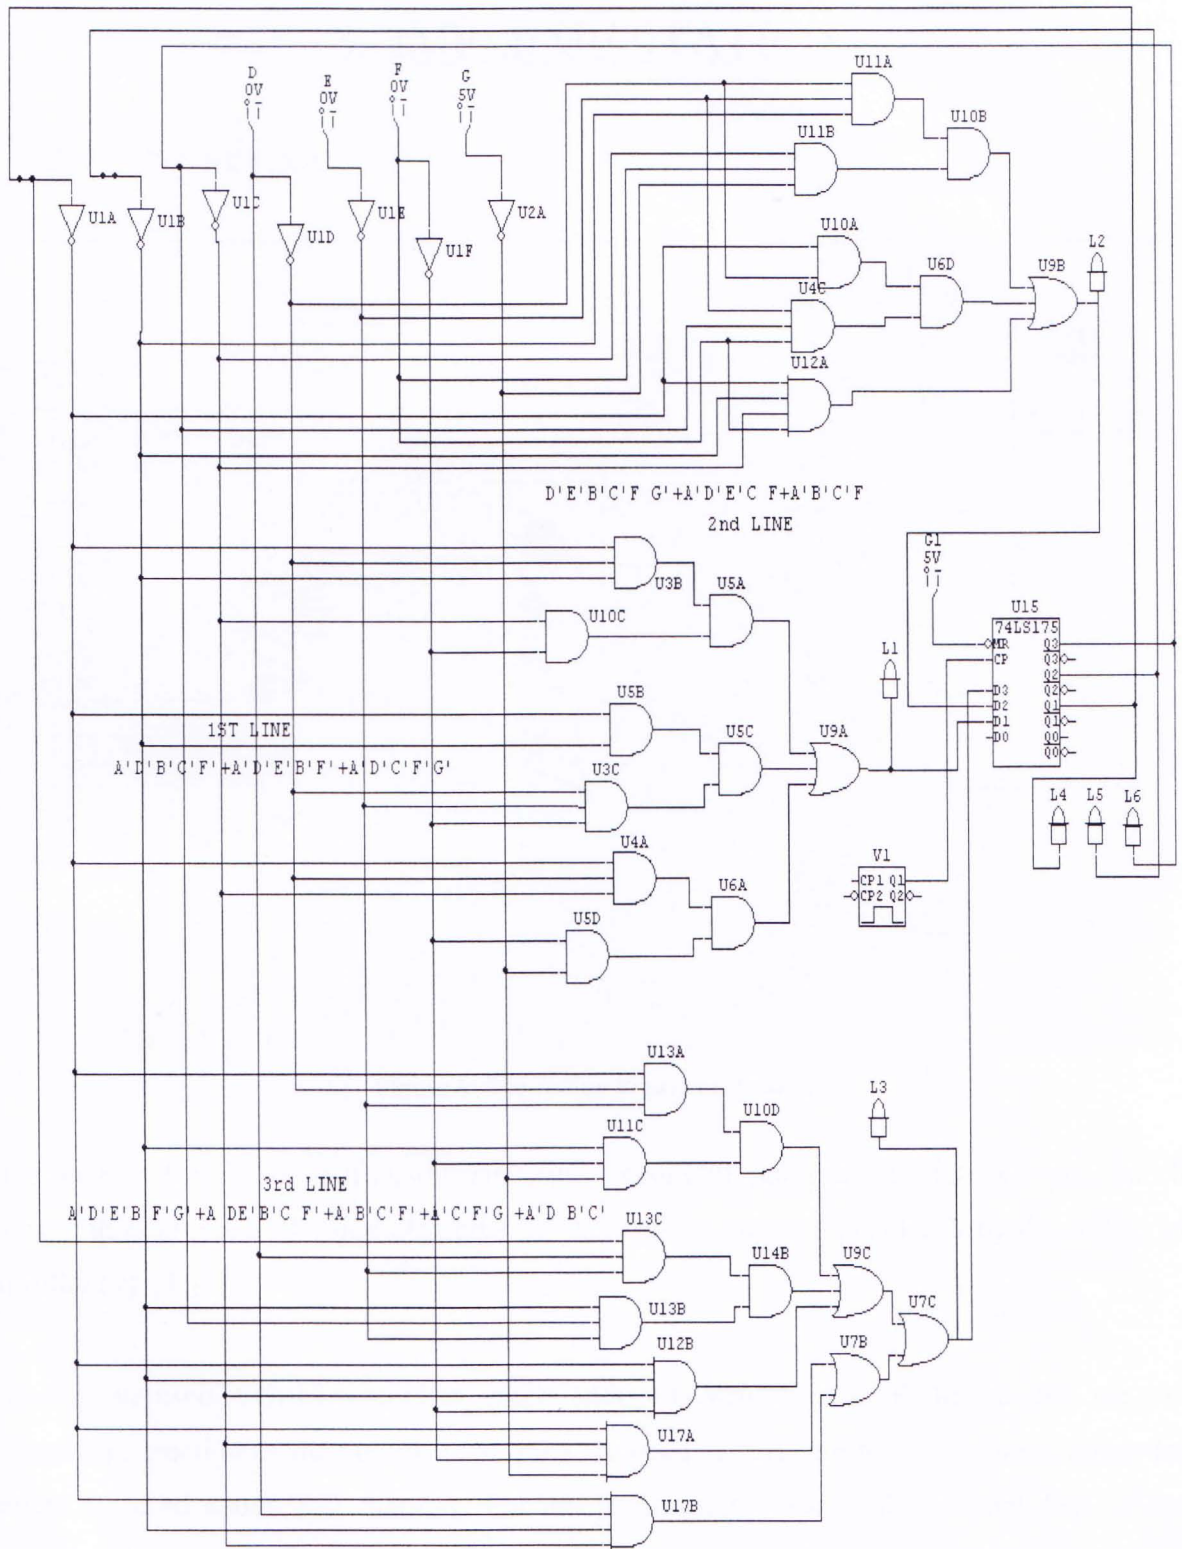 D
0V
E
0V
F
0V
G
5V
U11A
U10B
U11B
U1A
U1B
U1C
U1D
U1E
U1F
U2A
U10A
U6D
U9B
L2
U4C
U12A
D'E'B'C'F G'+A'D'E'C F+A'B'C'F
2nd LINE
G1
5V
U3B
U5A
U10C
U15
74LS175
MR
CP
D3
D2
D1
D0
Q3
Q3
Q2
Q2
Q1
Q1
Q0
Q0
L1
U5B
1ST LINE
A'D'B'C'F'+A'D'E'B'F'+A'D'C'F'G'
U5C
U9A
U3C
L4
L5
L6
U4A
V1
CP1 Q1
CP2 Q2
U6A
U5D
U13A
L3
U10D
U11C
3rd LINE
A'D'E'B F'G'+A DE'B'C F'+A'B'C'F'+A'C'F'G +A'D B'C'
U13C
U14B
U9C
U13B
U7C
U12B
U7B
U17A
U17B